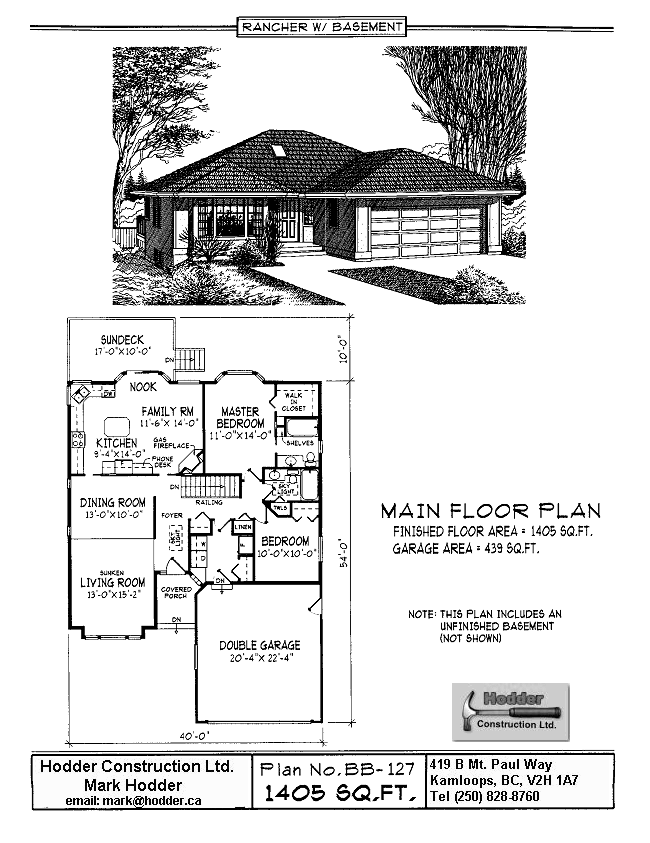 RANCHER W/ BASEMENT
SUNDECK
17'-0"X10'-0"
DN
10'-0"
NOOK
DW
FAMILY RM
11'-6"X 14'-0"
MASTER
BEDROOM
11'-0"X14'-0"
WALK
IN
CLOSET
SHELVES
KITCHEN
9'-4"X14'-0"
GAS
FIREPLACE
PHONE
DESK
DN
RAILING
SKY
LIGHT
TWLS
DINING ROOM
13'-0"X10'-0"
FOYER
SKY
LIGHT
LINEN
W
D
BEDROOM
10'-0"X10'-0"
54'-0"
SUNKEN
LIVING ROOM
13'-0"X15'-2"
COVERED
PORCH
DN
DN
DOUBLE GARAGE
20'-4"X 22'-4"
40'-0"
MAIN FLOOR PLAN
FINISHED FLOOR AREA = 1405 SQ.FT.
GARAGE AREA = 439 SQ.FT.
NOTE: THIS PLAN INCLUDES AN
UNFINISHED BASEMENT
(NOT SHOWN)
Hodder
Construction Ltd.
Hodder Construction Ltd.
Mark Hodder
email: mark@hodder.ca
Plan No. BB-127
1405 SQ.FT.
419 B Mt. Paul Way
Kamloops, BC, V2H 1A7
Tel (250) 828-8760